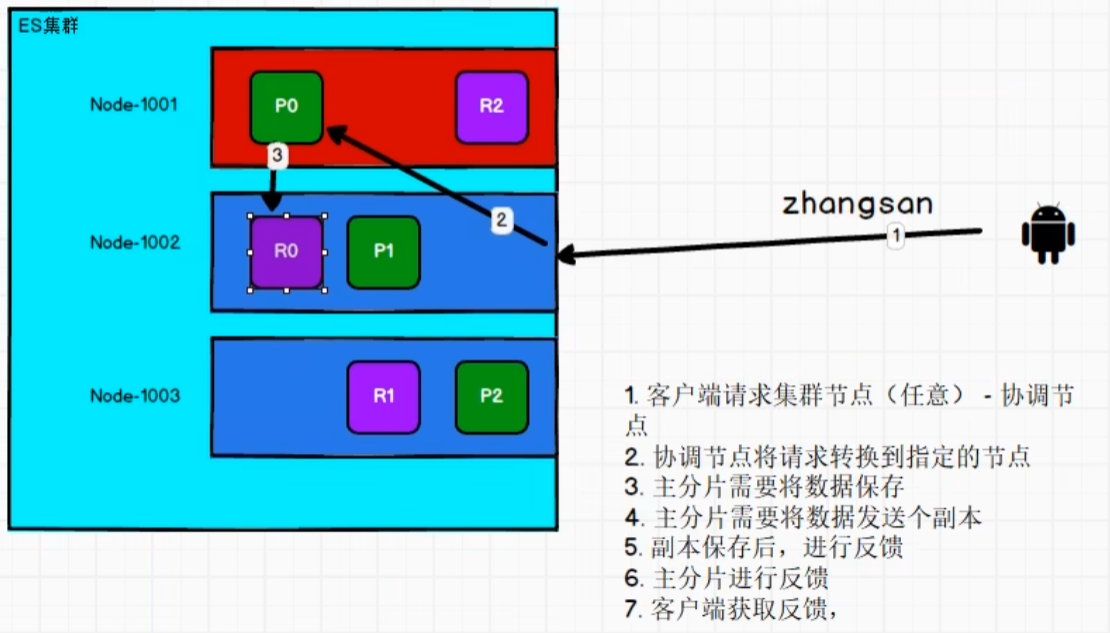 ES集群
Node-1001
P0
R2
3
2
zhangsan
1
Node-1002
R0
P1
Node-1003
R1
P2
1. 客户端请求集群节点（任意） - 协调节
点
2. 协调节点将请求转换到指定的节点
3. 主分片需要将数据保存
4. 主分片需要将数据发送个副本
5. 副本保存后，进行反馈
6. 主分片进行反馈
7. 客户端获取反馈，